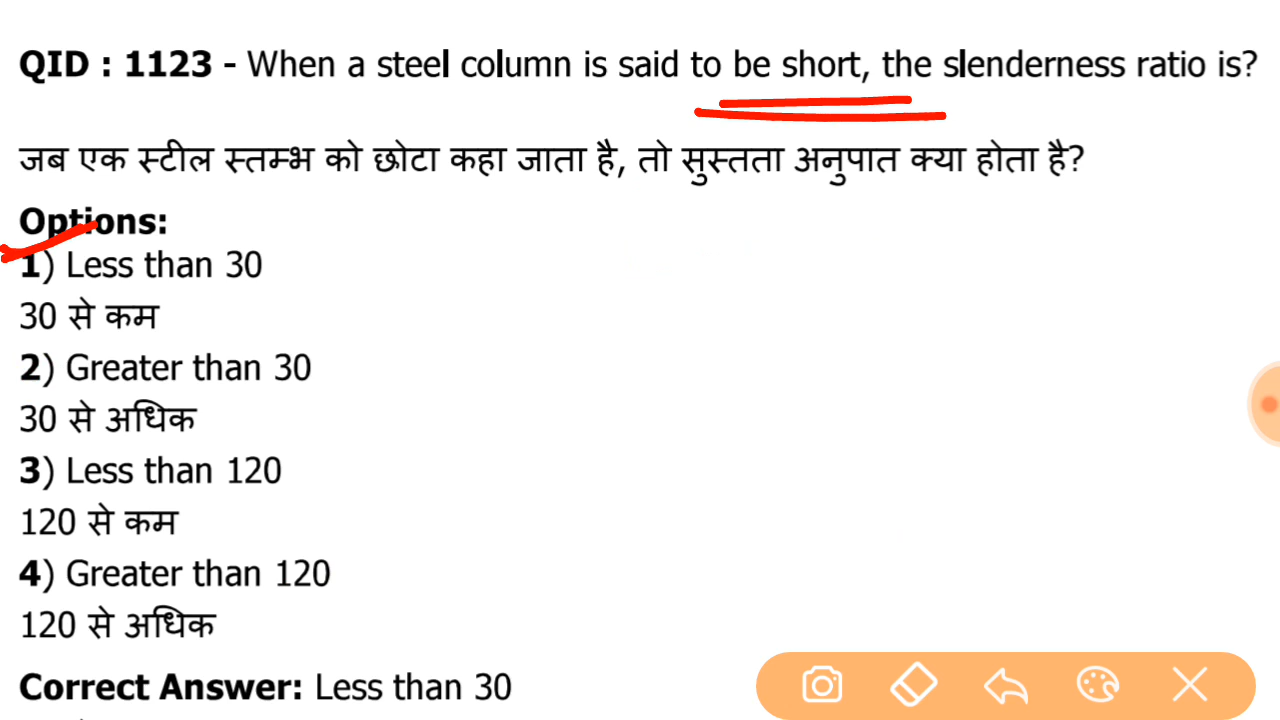 QID : 1123 - When a steel column is said to be short, the slenderness ratio is?
जब एक स्टील स्तम्भ को छोटा कहा जाता है, तो सुस्तता अनुपात क्या होता है?
Options:
1) Less than 30
30 से कम
2) Greater than 30
30 से अधिक
3) Less than 120
120 से कम
4) Greater than 120
120 से अधिक
Correct Answer: Less than 30